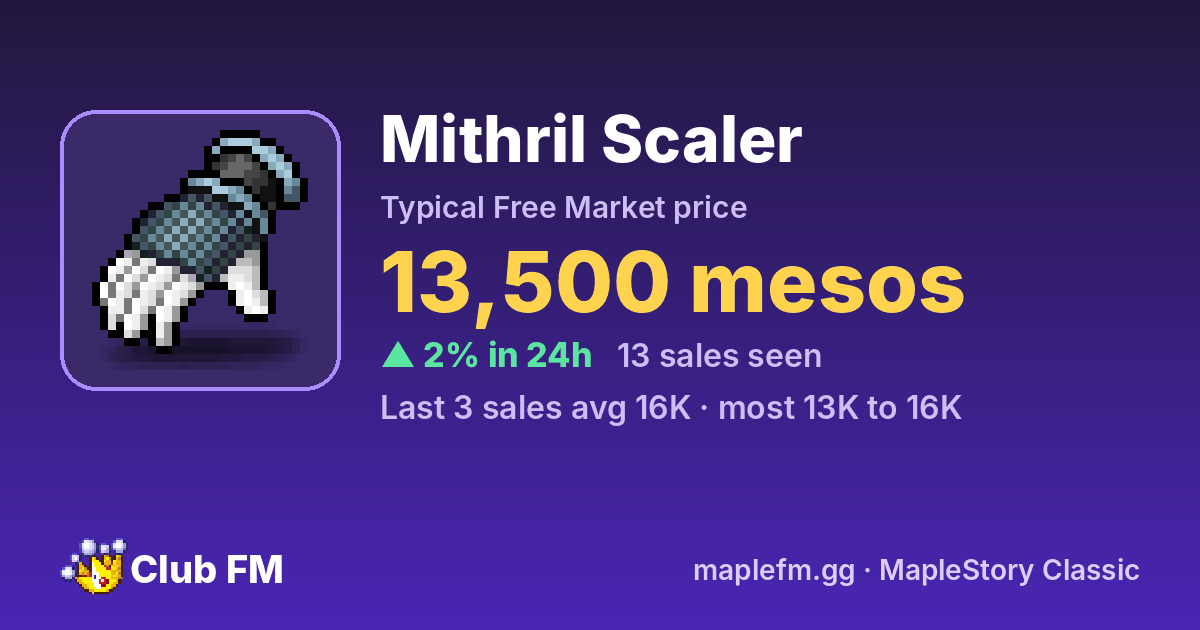 Mithril Scaler
Typical Free Market price
13,500 mesos
▲ 2% in 24h 13 sales seen
Last 3 sales avg 16K · most 13K to 16K
Club FM
maplefm.gg · MapleStory Classic